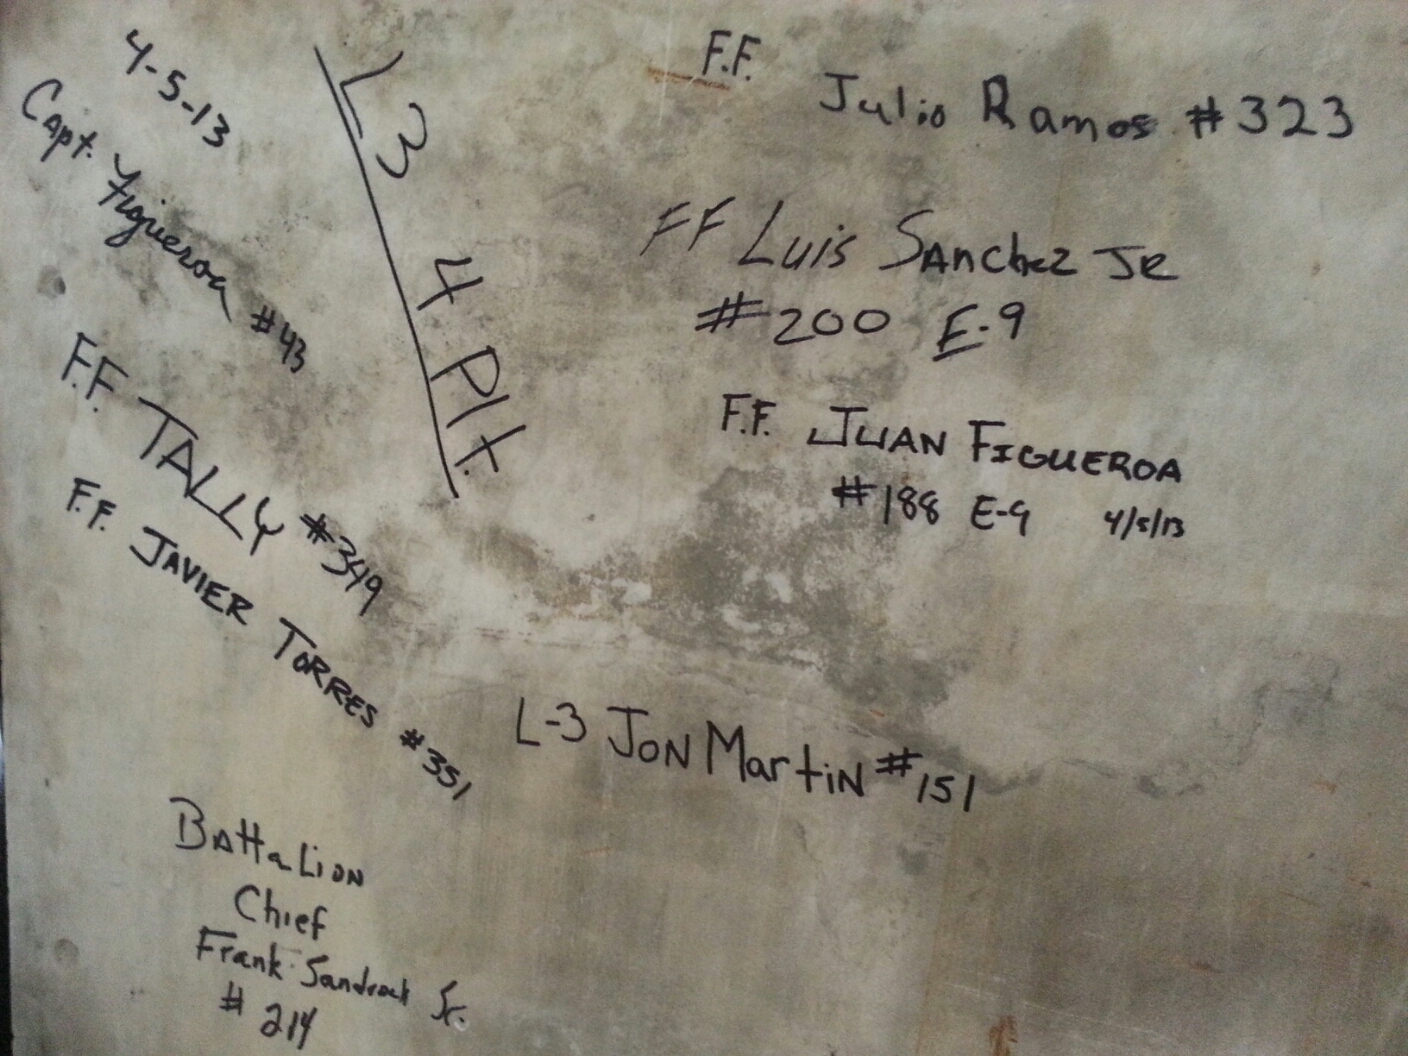 4-5-13
Capt. Figueroa #43
L3 4 Plt.
F.F. TALLY #349
F.F. JAVIER TORRES #351
F.F. Julio Ramos #323
FF Luis SAnchez JR
#200 E-9
F.F. JUAN FIGUEROA
#188 E-9 4/5/13
L-3 JON MartiN #151
BAttaLion
Chief
Frank Sandrock Sr.
# 214